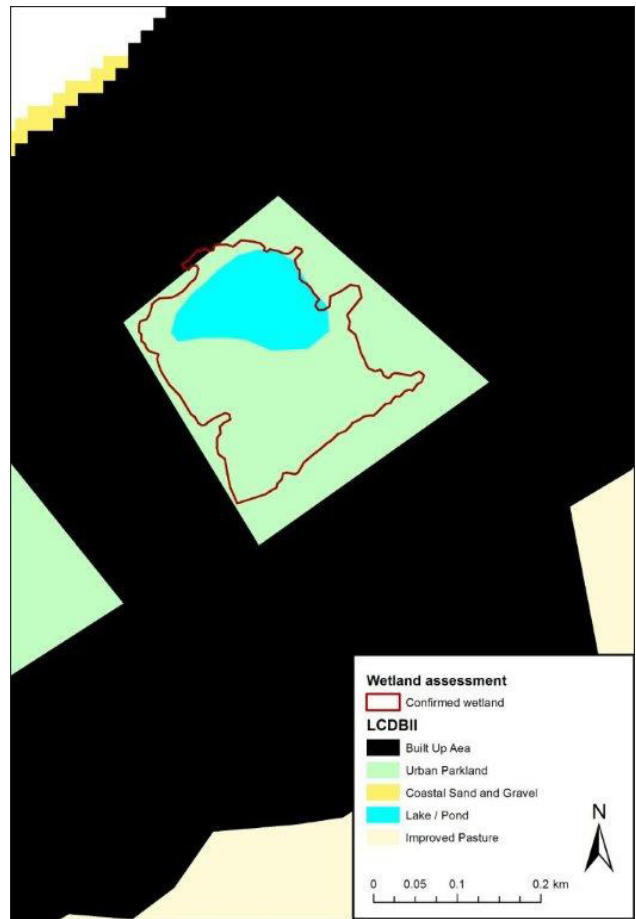 Wetland assessment
Confirmed wetland
LCDBII
Built Up Aea
Urban Parkland
Coastal Sand and Gravel
Lake / Pond
Improved Pasture
N
0 0.05 0.1 0.2 km